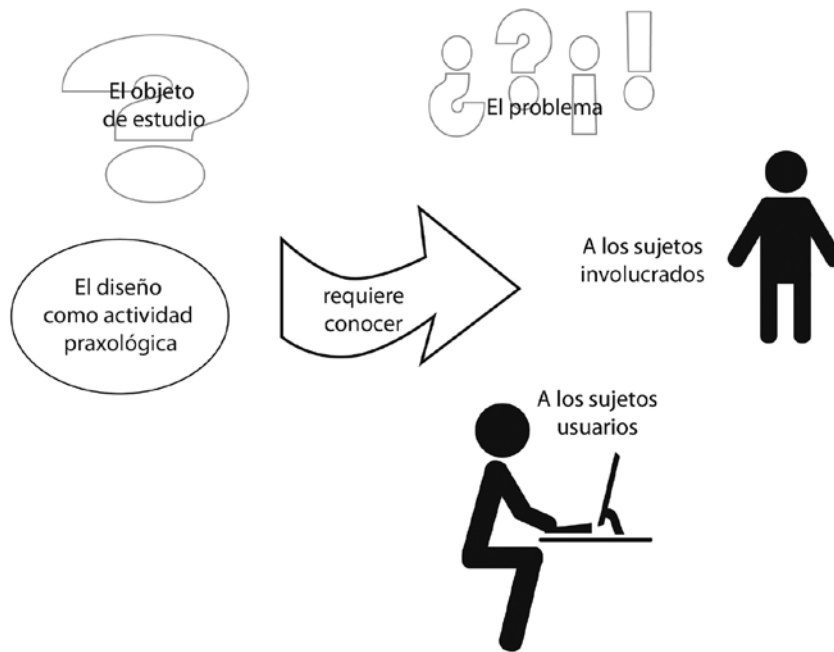 El objeto
de estudio
El problema
El diseño
como actividad
praxológica
requiere
conocer
A los sujetos
involucrados
A los sujetos
usuarios